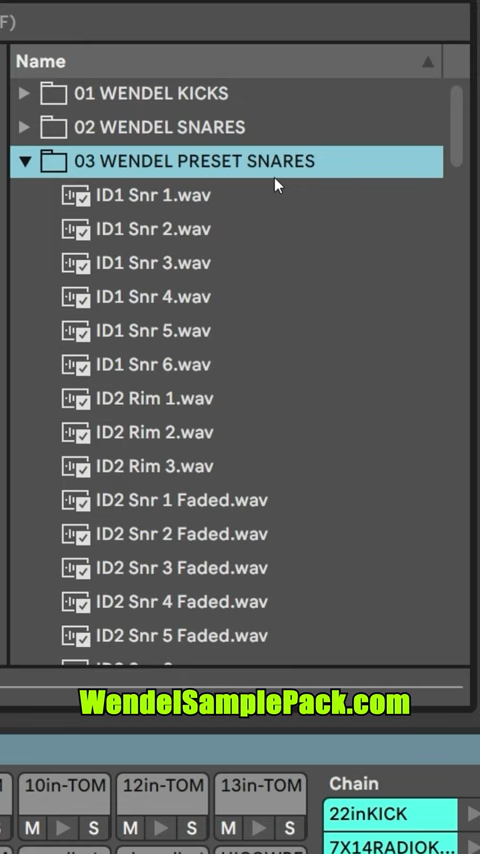 F)
Name
01 WENDEL KICKS
02 WENDEL SNARES
03 WENDEL PRESET SNARES
ID1 Snr 1.wav
ID1 Snr 2.wav
ID1 Snr 3.wav
ID1 Snr 4.wav
ID1 Snr 5.wav
ID1 Snr 6.wav
ID2 Rim 1.wav
ID2 Rim 2.wav
ID2 Rim 3.wav
ID2 Snr 1 Faded.wav
ID2 Snr 2 Faded.wav
ID2 Snr 3 Faded.wav
ID2 Snr 4 Faded.wav
ID2 Snr 5 Faded.wav
WendelSamplePack.com
10in-TOM 12in-TOM 13in-TOM Chain
M S M S M S 22inKICK
7X14RADIOK...